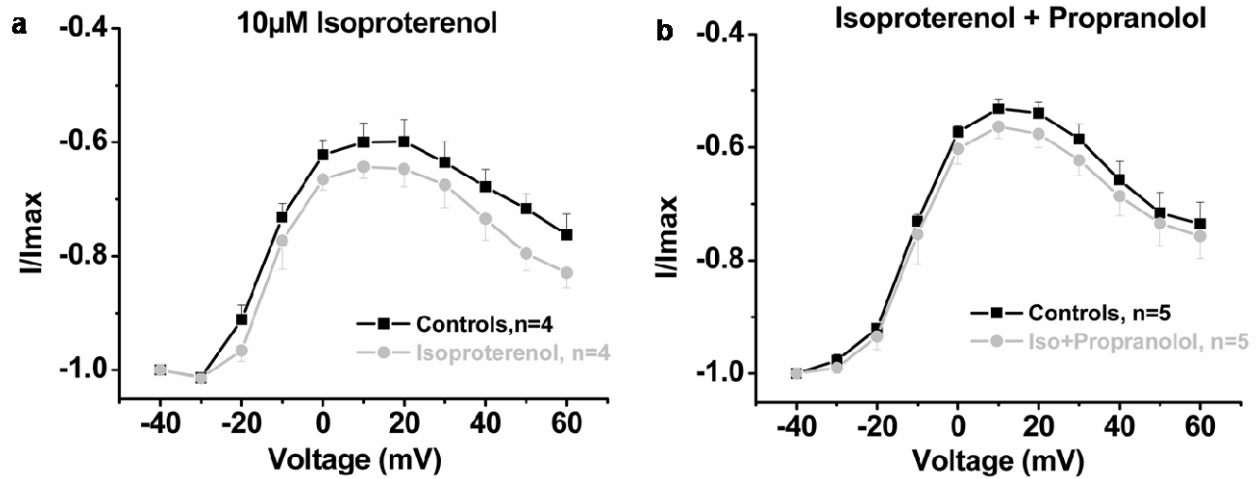 a
10µM Isoproterenol
-0.4
-0.6
-0.8
-1.0
I/Imax
Controls,n=4
Isoproterenol, n=4
-40
-20
0
20
40
60
Voltage (mV)
b
Isoproterenol + Propranolol
-0.4
-0.6
-0.8
-1.0
I/Imax
Controls, n=5
Iso+Propranolol, n=5
-40
-20
0
20
40
60
Voltage (mV)